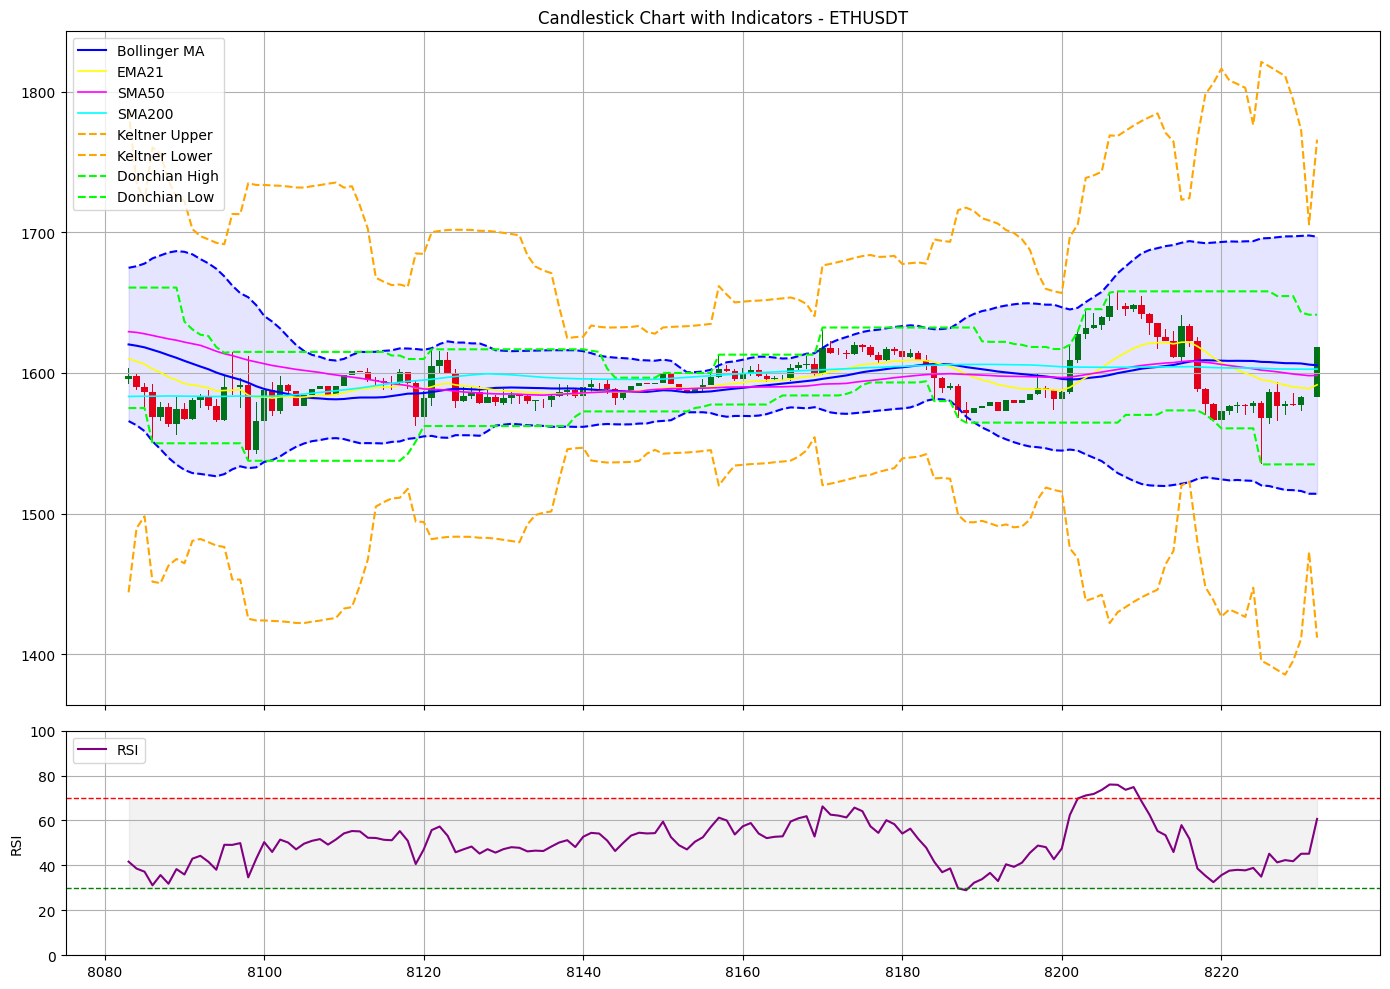 Candlestick Chart with Indicators - ETHUSDT
Bollinger MA
EMA21
SMA50
SMA200
Keltner Upper
Keltner Lower
Donchian High
Donchian Low
1800
1700
1600
1500
1400
RSI
100
80
60
40
20
0
RSI
8080 8100 8120 8140 8160 8180 8200 8220